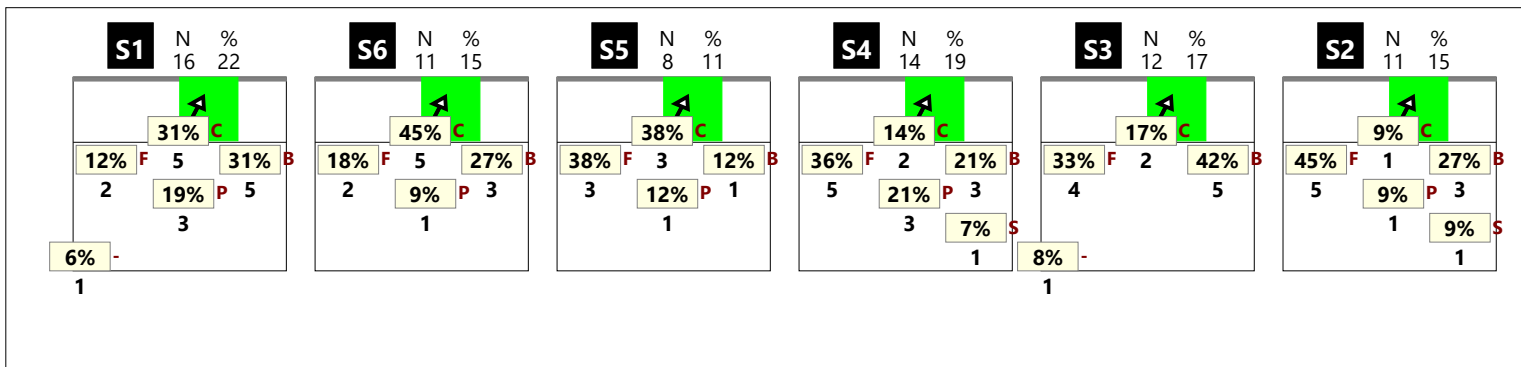 S1 N % S6 N % S5 N % S4 N % S3 N % S2 N %
16 22 11 15 8 11 14 19 12 17 11 15
31% C 45% C 38% C 14% C 17% C 9% C
12% F 5 31% B 18% F 5 27% B 38% F 3 12% B 36% F 2 21% B 33% F 2 42% B 45% F 1 27% B
2 19% P 5 2 9% P 3 3 12% P 1 5 21% P 3 4 5 5 9% P 3
3 1 1 3 7% S 1 9% S
6% - 1 8% - 1
1 1